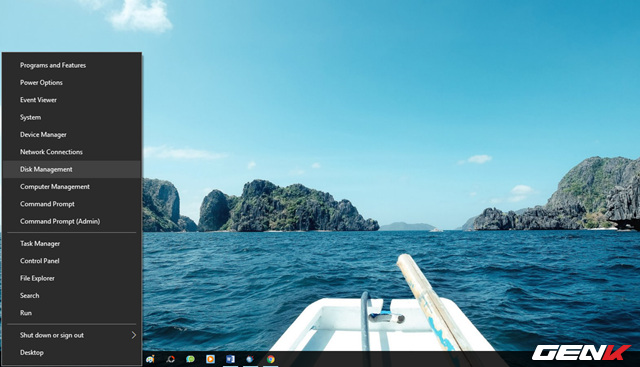 Programs and Features
Power Options
Event Viewer
System
Device Manager
Network Connections
Disk Management
Computer Management
Command Prompt
Command Prompt (Admin)
Task Manager
Control Panel
File Explorer
Search
Run
Shut down or sign out
Desktop
GENK